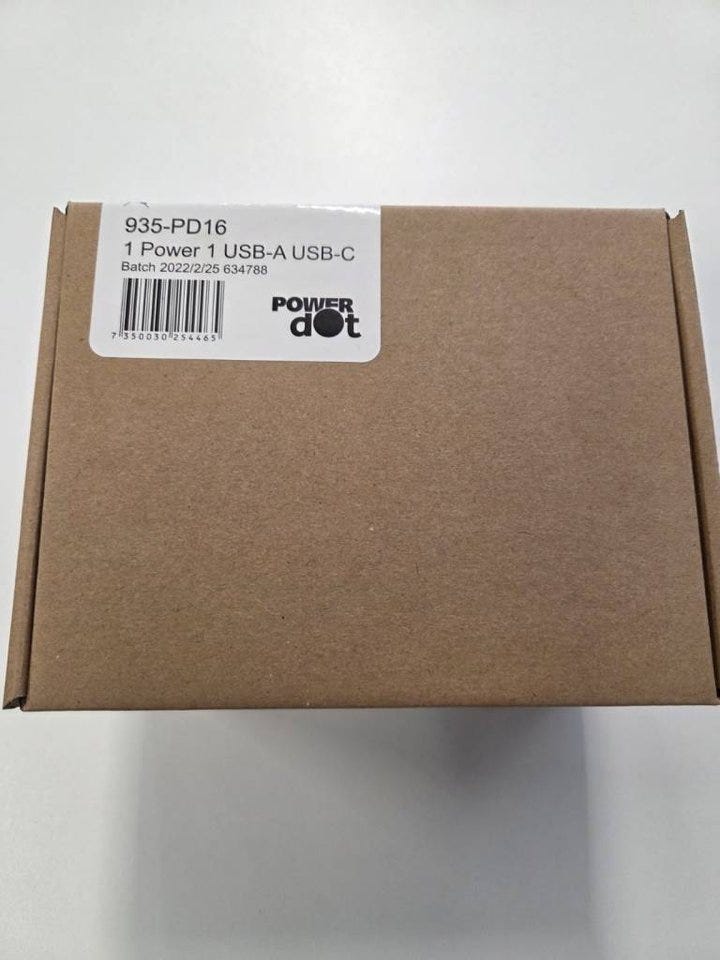 935-PD16
1 Power 1 USB-A USB-C
Batch 2022/2/25 634788
POWER
dot
7 350030 254465